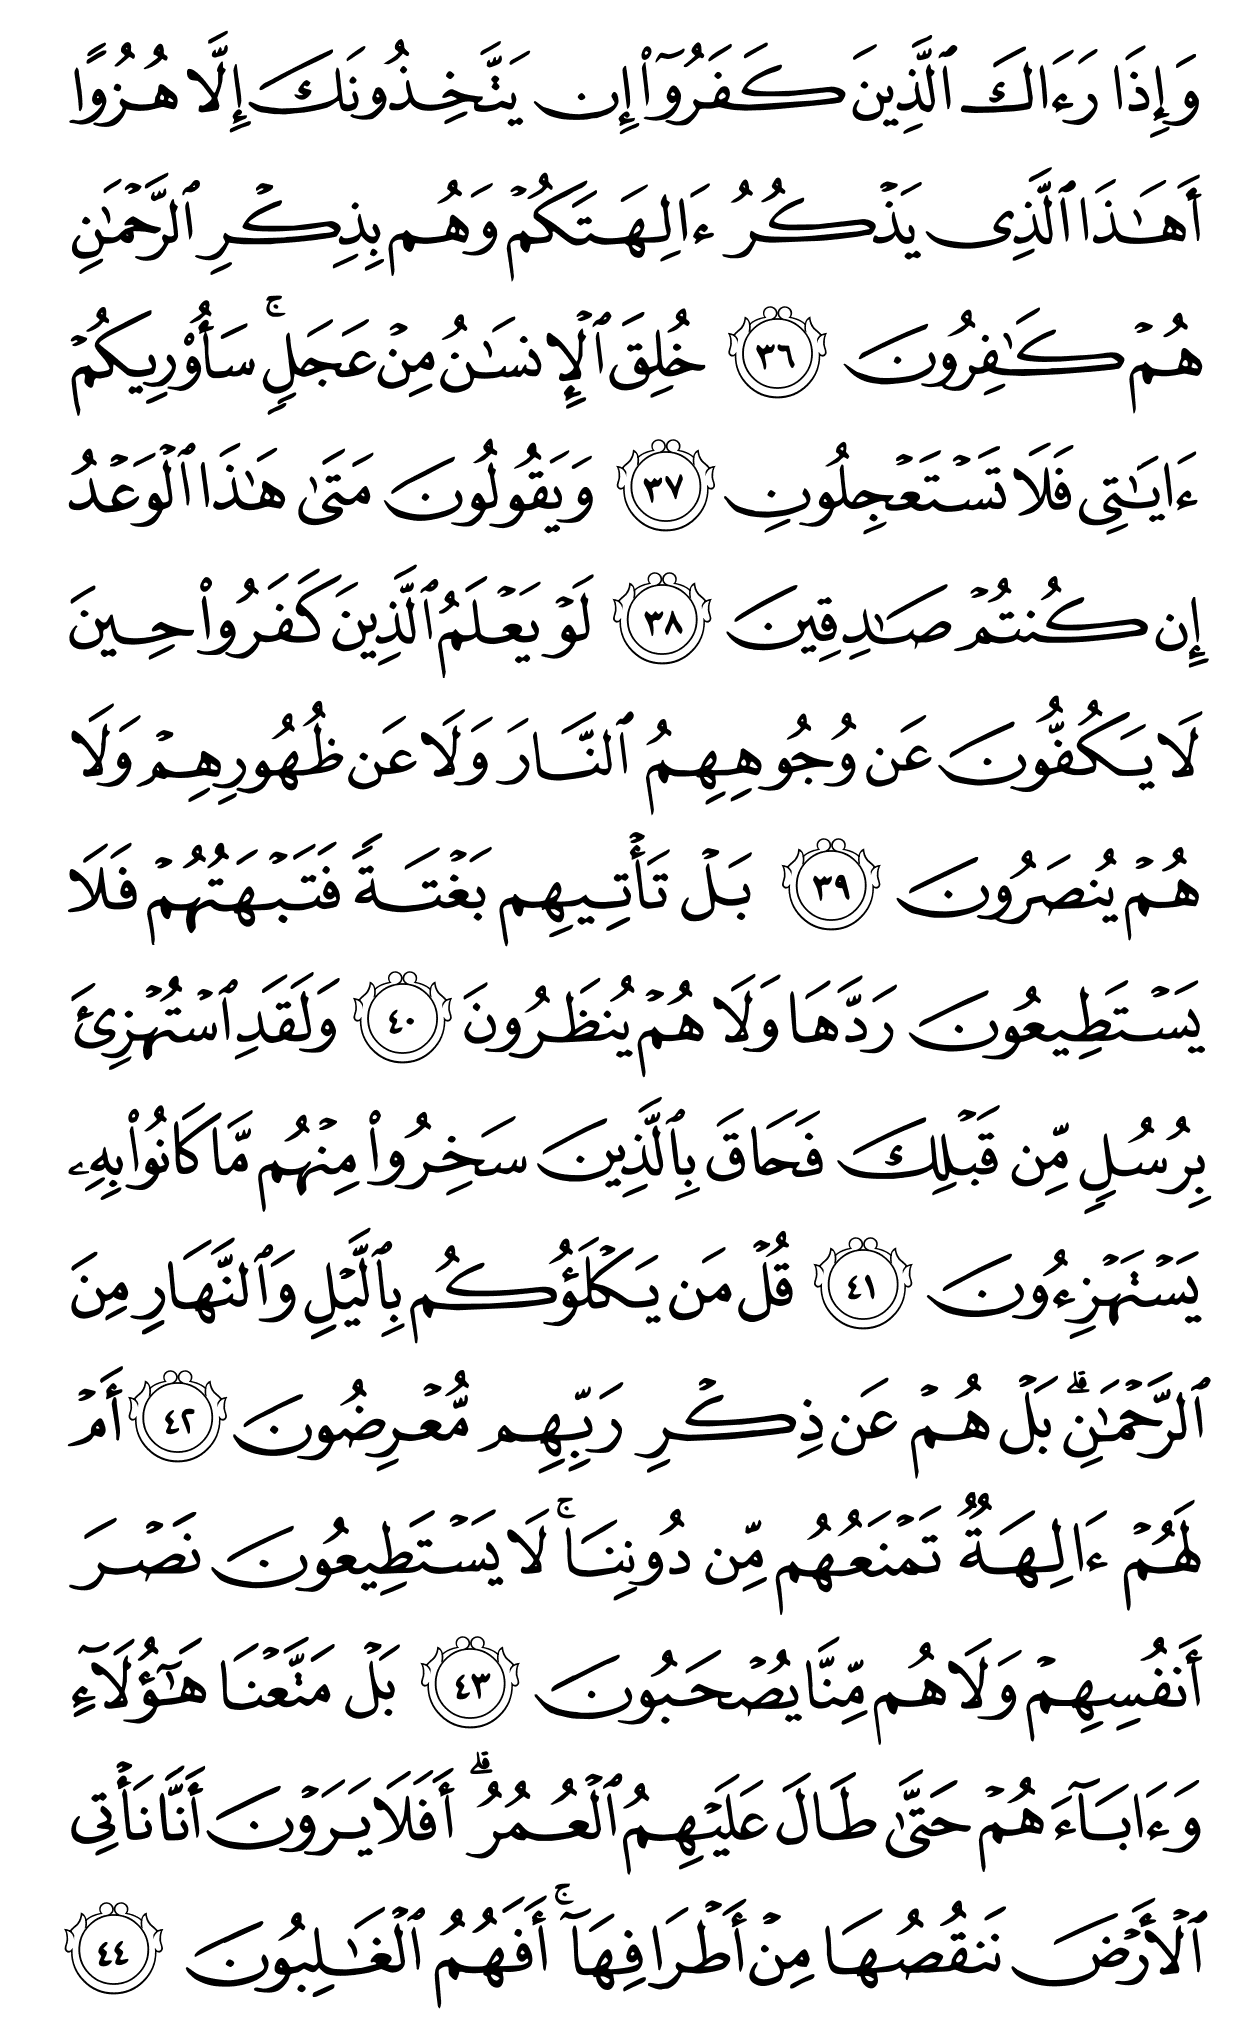 وَإِذَا رَءَاكَ ٱلَّذِينَ كَفَرُوٓا۟ إِن يَتَّخِذُونَكَ إِلَّا هُزُوًا
أَهَـٰذَا ٱلَّذِى يَذْكُرُ ءَالِهَتَكُمْ وَهُم بِذِكْرِ ٱلرَّحْمَـٰنِ
هُمْ كَـٰفِرُونَ ٣٦ خُلِقَ ٱلْإِنسَـٰنُ مِنْ عَجَلٍ ۚ سَأُو۟رِيكُمْ
ءَايَـٰتِى فَلَا تَسْتَعْجِلُونِ ٣٧ وَيَقُولُونَ مَتَىٰ هَـٰذَا ٱلْوَعْدُ
إِن كُنتُمْ صَـٰدِقِينَ ٣٨ لَوْ يَعْلَمُ ٱلَّذِينَ كَفَرُوا۟ حِينَ
لَا يَكُفُّونَ عَن وُجُوهِهِمُ ٱلنَّارَ وَلَا عَن ظُهُورِهِمْ وَلَا
هُمْ يُنصَرُونَ ٣٩ بَلْ تَأْتِيهِم بَغْتَةً فَتَبْهَتُهُمْ فَلَا
يَسْتَطِيعُونَ رَدَّهَا وَلَا هُمْ يُنظَرُونَ ٤٠ وَلَقَدِ ٱسْتُهْزِئَ
بِرُسُلٍ مِّن قَبْلِكَ فَحَاقَ بِٱلَّذِينَ سَخِرُوا۟ مِنْهُم مَّا كَانُوا۟ بِهِۦ
يَسْتَهْزِءُونَ ٤١ قُلْ مَن يَكْلَؤُكُم بِٱلَّيْلِ وَٱلنَّهَارِ مِنَ
ٱلرَّحْمَـٰنِ ۗ بَلْ هُمْ عَن ذِكْرِ رَبِّهِم مُّعْرِضُونَ ٤٢ أَمْ
لَهُمْ ءَالِهَةٌ تَمْنَعُهُم مِّن دُونِنَا ۚ لَا يَسْتَطِيعُونَ نَصْرَ
أَنفُسِهِمْ وَلَا هُم مِّنَّا يُصْحَبُونَ ٤٣ بَلْ مَتَّعْنَا هَـٰٓؤُلَآءِ
وَءَابَآءَهُمْ حَتَّىٰ طَالَ عَلَيْهِمُ ٱلْعُمُرُ ۗ أَفَلَا يَرَوْنَ أَنَّا نَأْتِى
ٱلْأَرْضَ نَنقُصُهَا مِنْ أَطْرَافِهَآ ۚ أَفَهُمُ ٱلْغَـٰلِبُونَ ٤٤